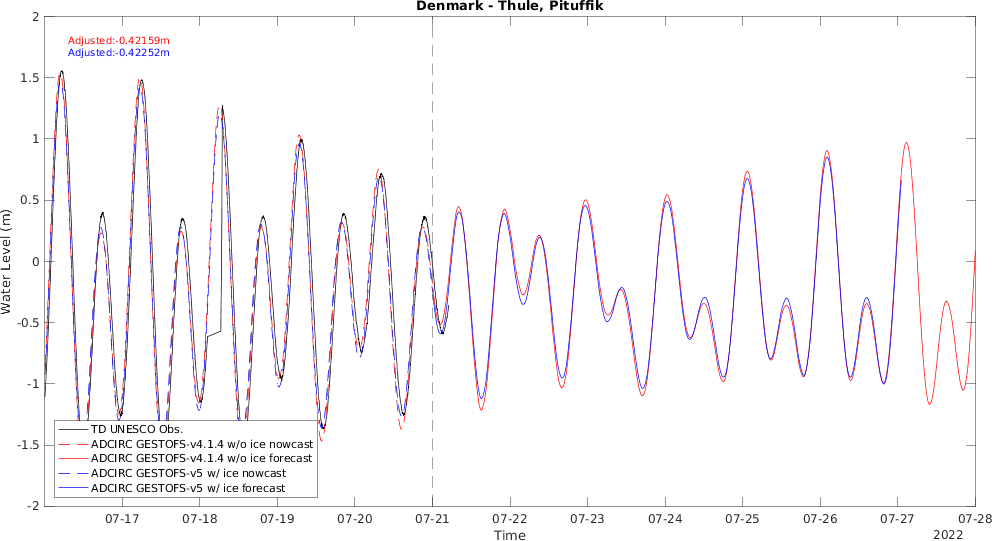 Denmark - Thule, Pituffik
Adjusted:-0.42159m
Adjusted:-0.42252m
Water Level (m)
2
1.5
1
0.5
0
-0.5
-1
-1.5
-2
TD UNESCO Obs.
ADCIRC GESTOFS-v4.1.4 w/o ice nowcast
ADCIRC GESTOFS-v4.1.4 w/o ice forecast
ADCIRC GESTOFS-v5 w/ ice nowcast
ADCIRC GESTOFS-v5 w/ ice forecast
07-17 07-18 07-19 07-20 07-21 07-22 07-23 07-24 07-25 07-26 07-27 07-28
Time
2022